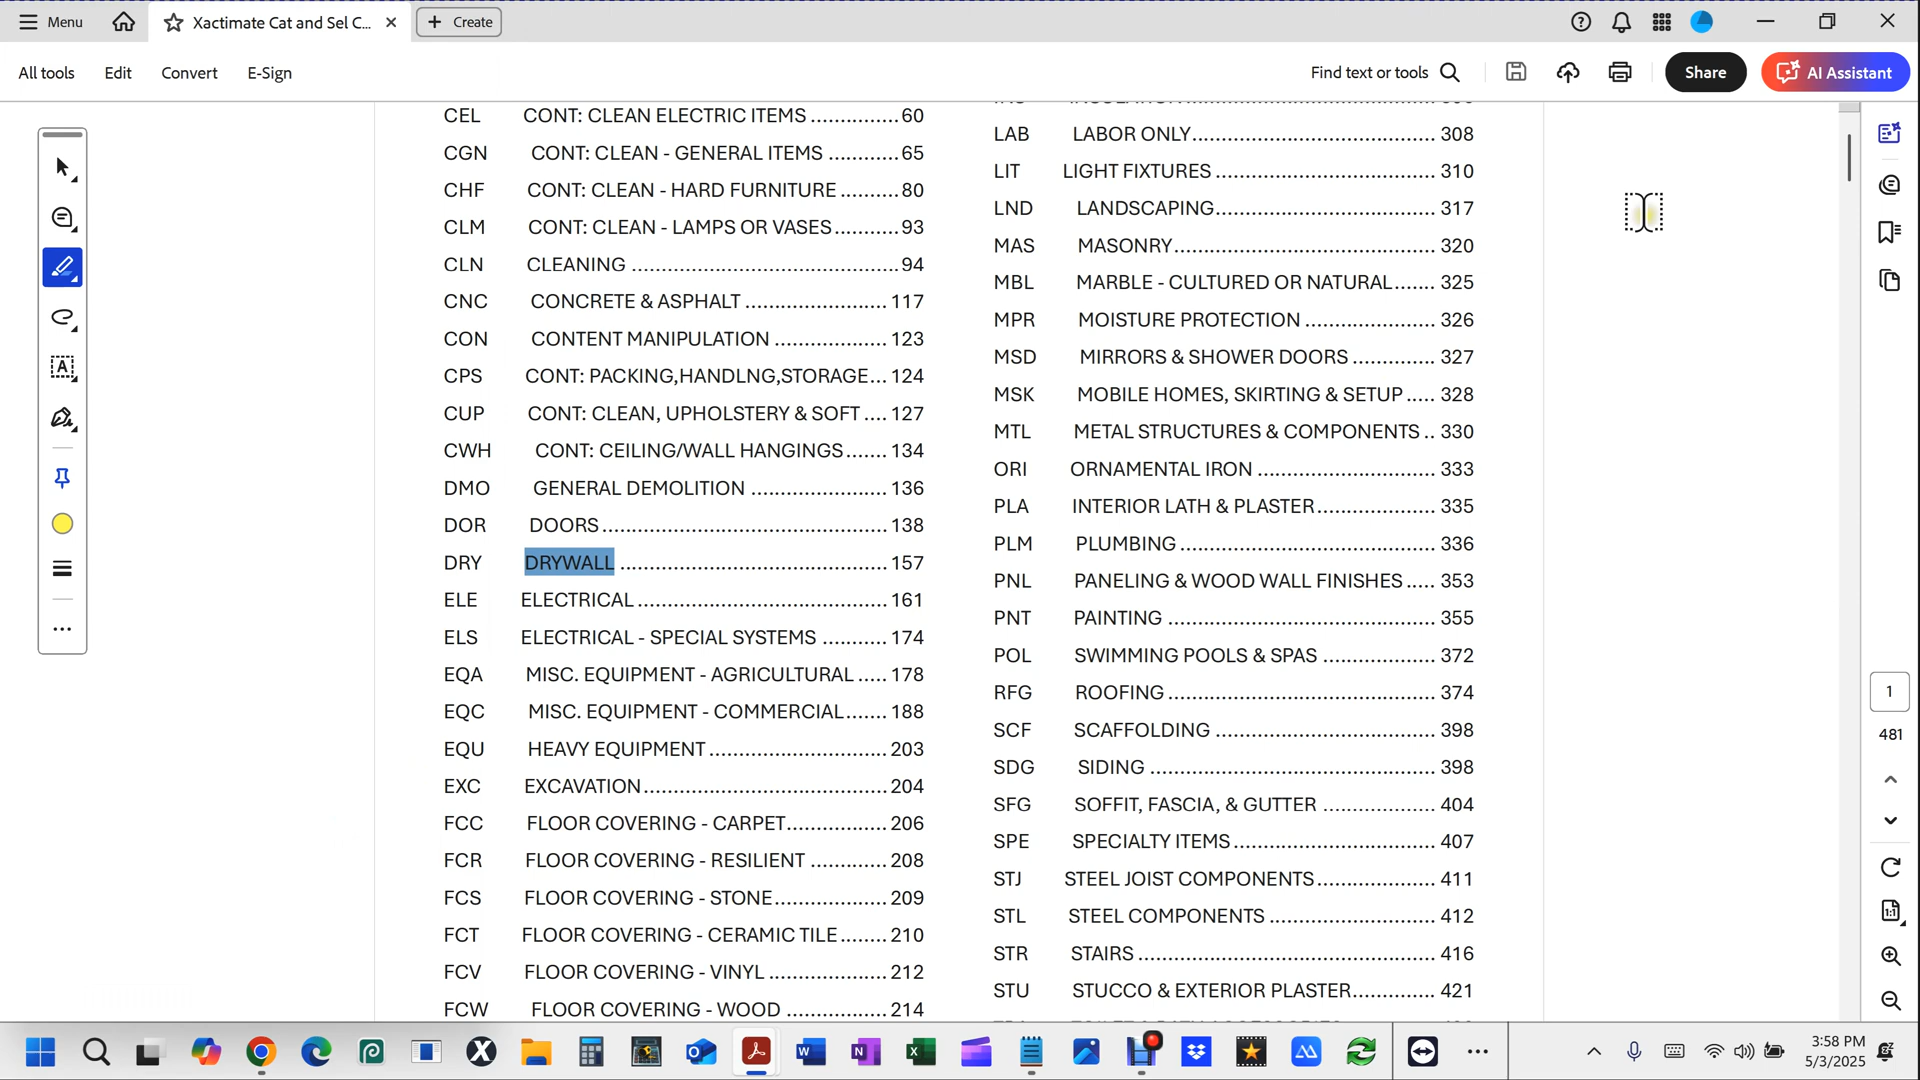 Menu
Xactimate Cat and Sel C...
Create
All tools
Edit
Convert
E-Sign
Find text or tools
Share
AI Assistant
CEL CONT: CLEAN ELECTRIC ITEMS ............... 60
CGN CONT: CLEAN - GENERAL ITEMS ............ 65
CHF CONT: CLEAN - HARD FURNITURE .......... 80
CLM CONT: CLEAN - LAMPS OR VASES ........... 93
CLN CLEANING .............................................. 94
CNC CONCRETE & ASPHALT ......................... 117
CON CONTENT MANIPULATION .................... 123
CPS CONT: PACKING,HANDLNG,STORAGE... 124
CUP CONT: CLEAN, UPHOLSTERY & SOFT .... 127
CWH CONT: CEILING/WALL HANGINGS ....... 134
DMO GENERAL DEMOLITION ........................ 136
DOR DOORS ................................................. 138
DRY DRYWALL .............................................. 157
ELE ELECTRICAL ........................................... 161
ELS ELECTRICAL - SPECIAL SYSTEMS ........... 174
EQA MISC. EQUIPMENT - AGRICULTURAL ..... 178
EQC MISC. EQUIPMENT - COMMERCIAL ....... 188
EQU HEAVY EQUIPMENT ............................... 203
EXC EXCAVATION .......................................... 204
FCC FLOOR COVERING - CARPET ................. 206
FCR FLOOR COVERING - RESILIENT ............. 208
FCS FLOOR COVERING - STONE ................... 209
FCT FLOOR COVERING - CERAMIC TILE ........ 210
FCV FLOOR COVERING - VINYL .................... 212
FCW FLOOR COVERING - WOOD ................. 214
LAB LABOR ONLY .......................................... 308
LIT LIGHT FIXTURES ...................................... 310
LND LANDSCAPING ...................................... 317
MAS MASONRY ............................................. 320
MBL MARBLE - CULTURED OR NATURAL ....... 325
MPR MOISTURE PROTECTION ...................... 326
MSD MIRRORS & SHOWER DOORS .............. 327
MSK MOBILE HOMES, SKIRTING & SETUP ..... 328
MTL METAL STRUCTURES & COMPONENTS .. 330
ORI ORNAMENTAL IRON ............................... 333
PLA INTERIOR LATH & PLASTER .................... 335
PLM PLUMBING ............................................ 336
PNL PANELING & WOOD WALL FINISHES ..... 353
PNT PAINTING .............................................. 355
POL SWIMMING POOLS & SPAS .................. 372
RFG ROOFING .............................................. 374
SCF SCAFFOLDING ...................................... 398
SDG SIDING ................................................. 398
SFG SOFFIT, FASCIA, & GUTTER ................... 404
SPE SPECIALTY ITEMS .................................... 407
STJ STEEL JOIST COMPONENTS .................... 411
STL STEEL COMPONENTS ............................. 412
STR STAIRS .................................................... 416
STU STUCCO & EXTERIOR PLASTER .............. 421
1
481
3:58 PM
5/3/2025